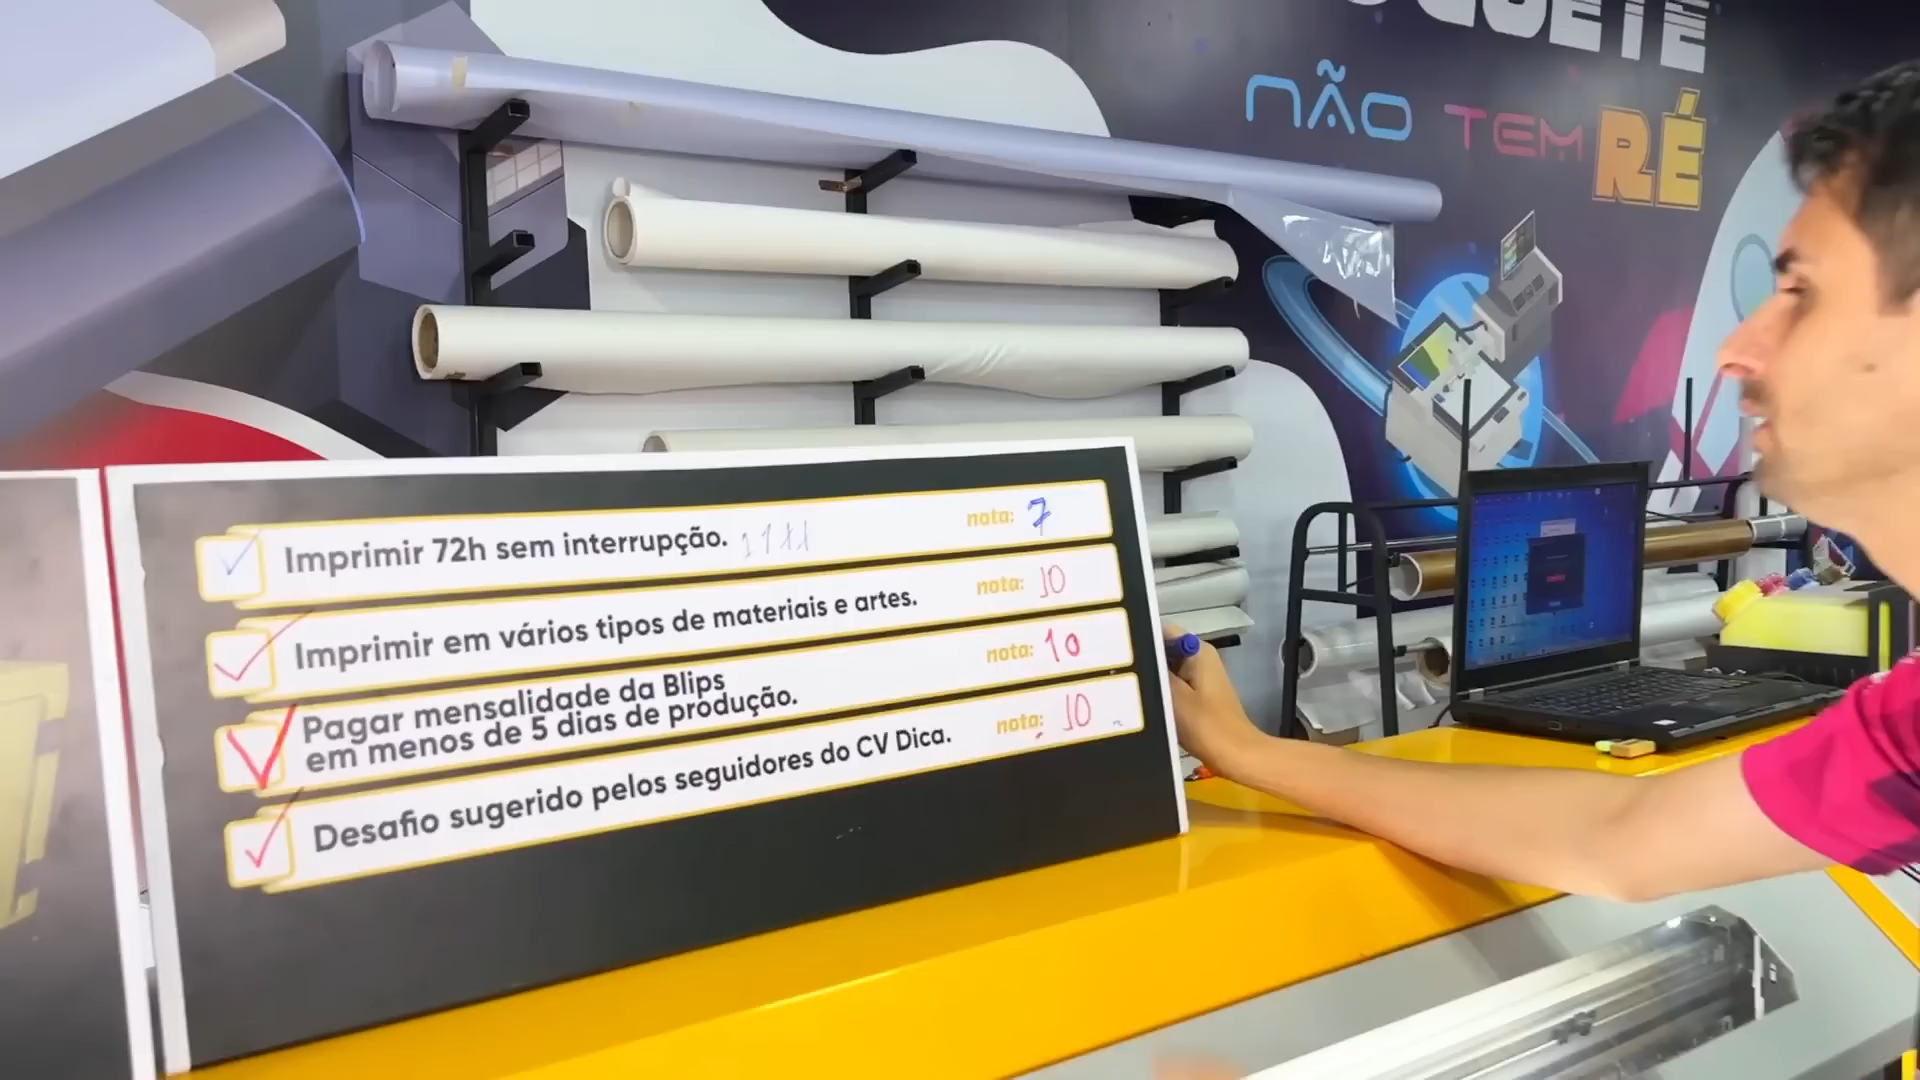 NÃO TEM RÉ
Imprimir 72h sem interrupção. 1111 nota: 7
Imprimir em vários tipos de materiais e artes. nota: 10
Pagar mensalidade da Blips
em menos de 5 dias de produção. nota: 10
Desafio sugerido pelos seguidores do CV Dica. nota: 10